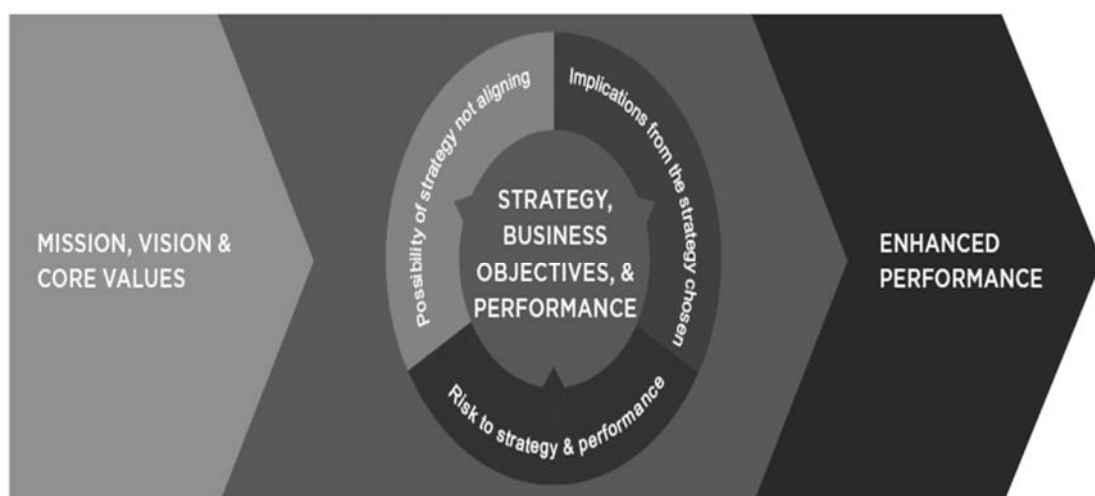 MISSION, VISION &
CORE VALUES
Possibility of strategy not aligning
Implications from the strategy chosen
STRATEGY,
BUSINESS
OBJECTIVES, &
PERFORMANCE
Risk to strategy & performance
ENHANCED
PERFORMANCE